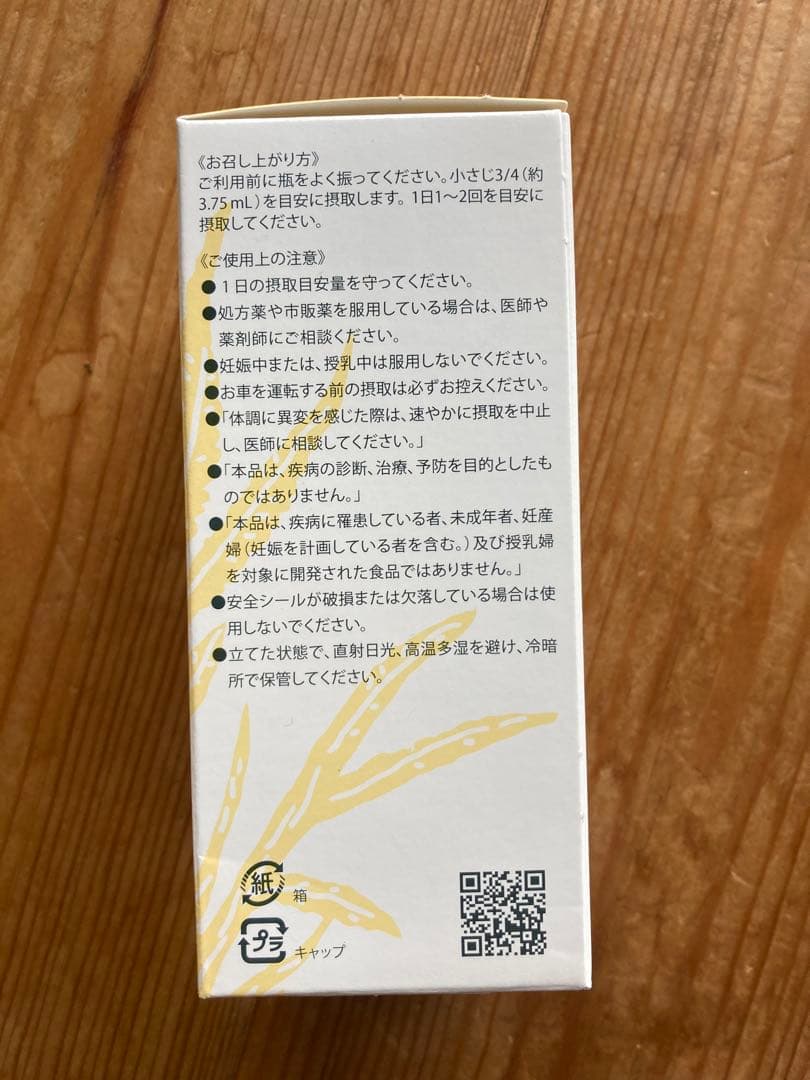 《お召し上がり方》
ご利用前に瓶をよく振ってください。小さじ3/4(約
3.75mL)を目安に摂取します。1日1〜2回を目安に
摂取してください。
《ご使用上の注意》
●1日の摂取目安量を守ってください。
●処方薬や市販薬を服用している場合は、医師や
薬剤師にご相談ください。
●妊娠中または、授乳中は服用しないでください。
●お車を運転する前の摂取は必ずお控えください。
●「体調に異変を感じた際は、速やかに摂取を中止
し、医師に相談してください。」
●「本品は、疾病の診断、治療、予防を目的としたも
のではありません。」
●「本品は、疾病に罹患している者、未成年者、妊産
婦(妊娠を計画している者を含む。)及び授乳婦
を対象に開発された食品ではありません。」
●安全シールが破損または欠落している場合は使
用しないでください。
●立てた状態で、直射日光、高温多湿を避け、冷暗
所で保管してください。
紙 箱
プラ キャップ